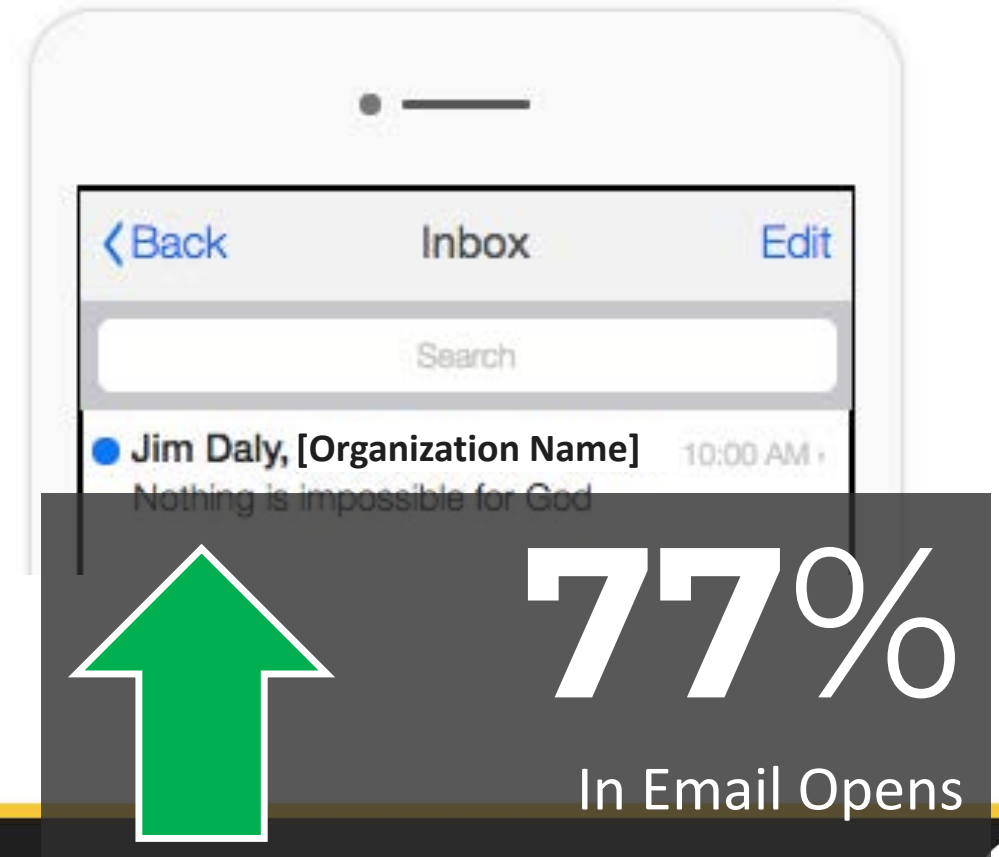 Back Inbox Edit
Search
Jim Daly, [Organization Name] 10:00 AM
Nothing is impossible for God
77%
In Email Opens